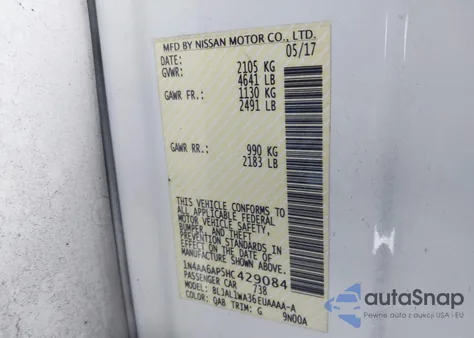 MFD BY NISSAN MOTOR CO., LTD.
DATE: 05/17
GVWR: 2105 KG
4641 LB
GAWR FR.: 1130 KG
2491 LB
GAWR RR.: 990 KG
2183 LB
THIS VEHICLE CONFORMS TO
ALL APPLICABLE FEDERAL
MOTOR VEHICLE SAFETY,
BUMPER, AND THEFT
PREVENTION STANDARDS IN
EFFECT ON THE DATE OF
MANUFACTURE SHOWN ABOVE.
1N4AA6AP5HC429084
PASSENGER CAR 738
MODEL: BLJALIWA36EUAAAA-A
COLOR: QAB TRIM: G 9N00A
autoSnap
Pewne auta z aukcji w USA i EU